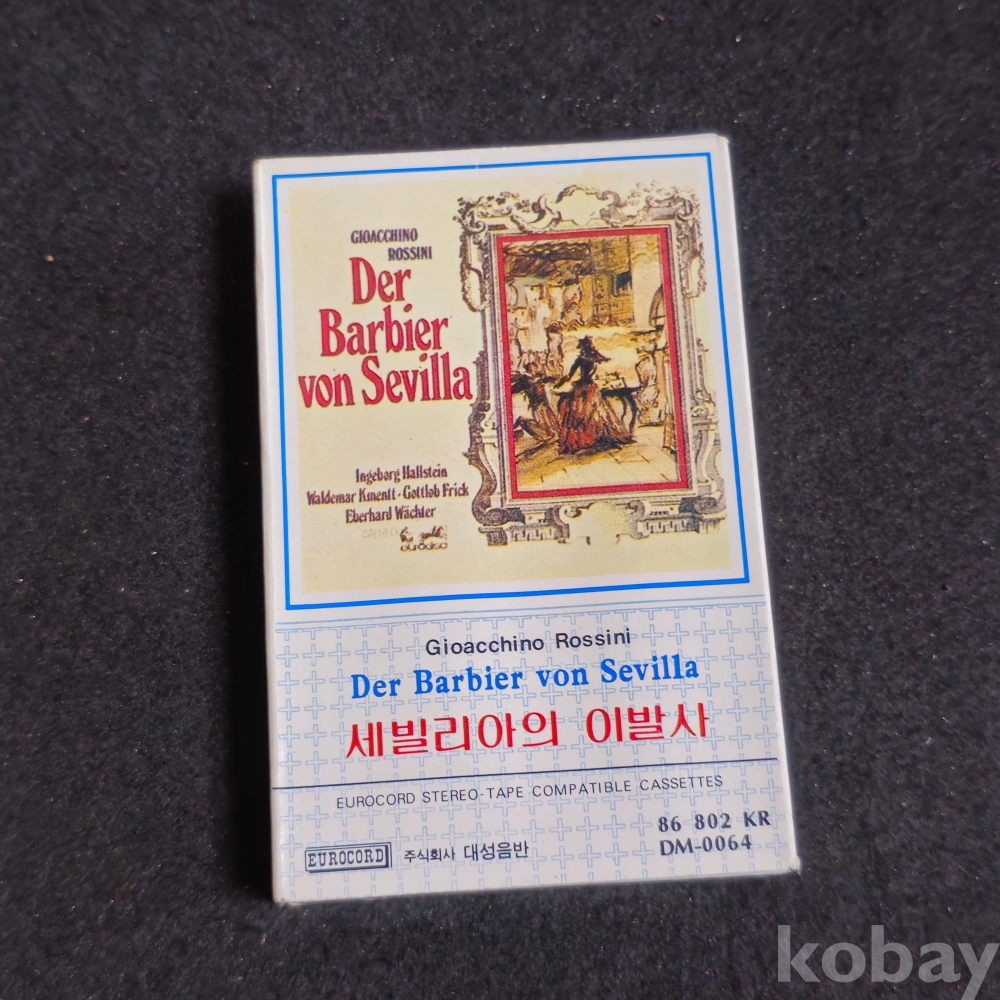 GIOACCHINO
ROSSINI
Der
Barbier
von Sevilla
Ingeborg Hallstein
Waldemar Kmentt · Gottlob Frick
Eberhard Wächter
eurodisc
Gioacchino Rossini
Der Barbier von Sevilla
세빌리아의 이발사
EUROCORD STEREO-TAPE COMPATIBLE CASSETTES
86 802 KR
EUROCORD 주식회사 대성음반 DM-0064
kobay